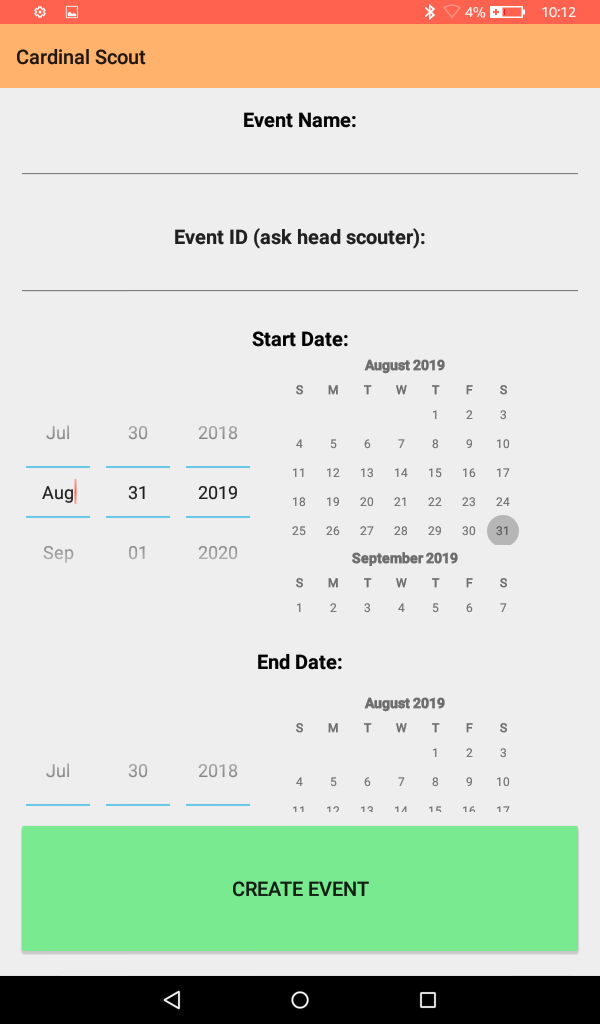 4% 10:12
Cardinal Scout
Event Name:
Event ID (ask head scouter):
Start Date:
August 2019
S M T W T F S
1 2 3
Jul 30 2018
4 5 6 7 8 9 10
11 12 13 14 15 16 17
Aug 31 2019
18 19 20 21 22 23 24
25 26 27 28 29 30 31
Sep 01 2020
September 2019
S M T W T F S
1 2 3 4 5 6 7
End Date:
August 2019
S M T W T F S
1 2 3
Jul 30 2018
4 5 6 7 8 9 10
11 12 13 14 15 16 17
CREATE EVENT